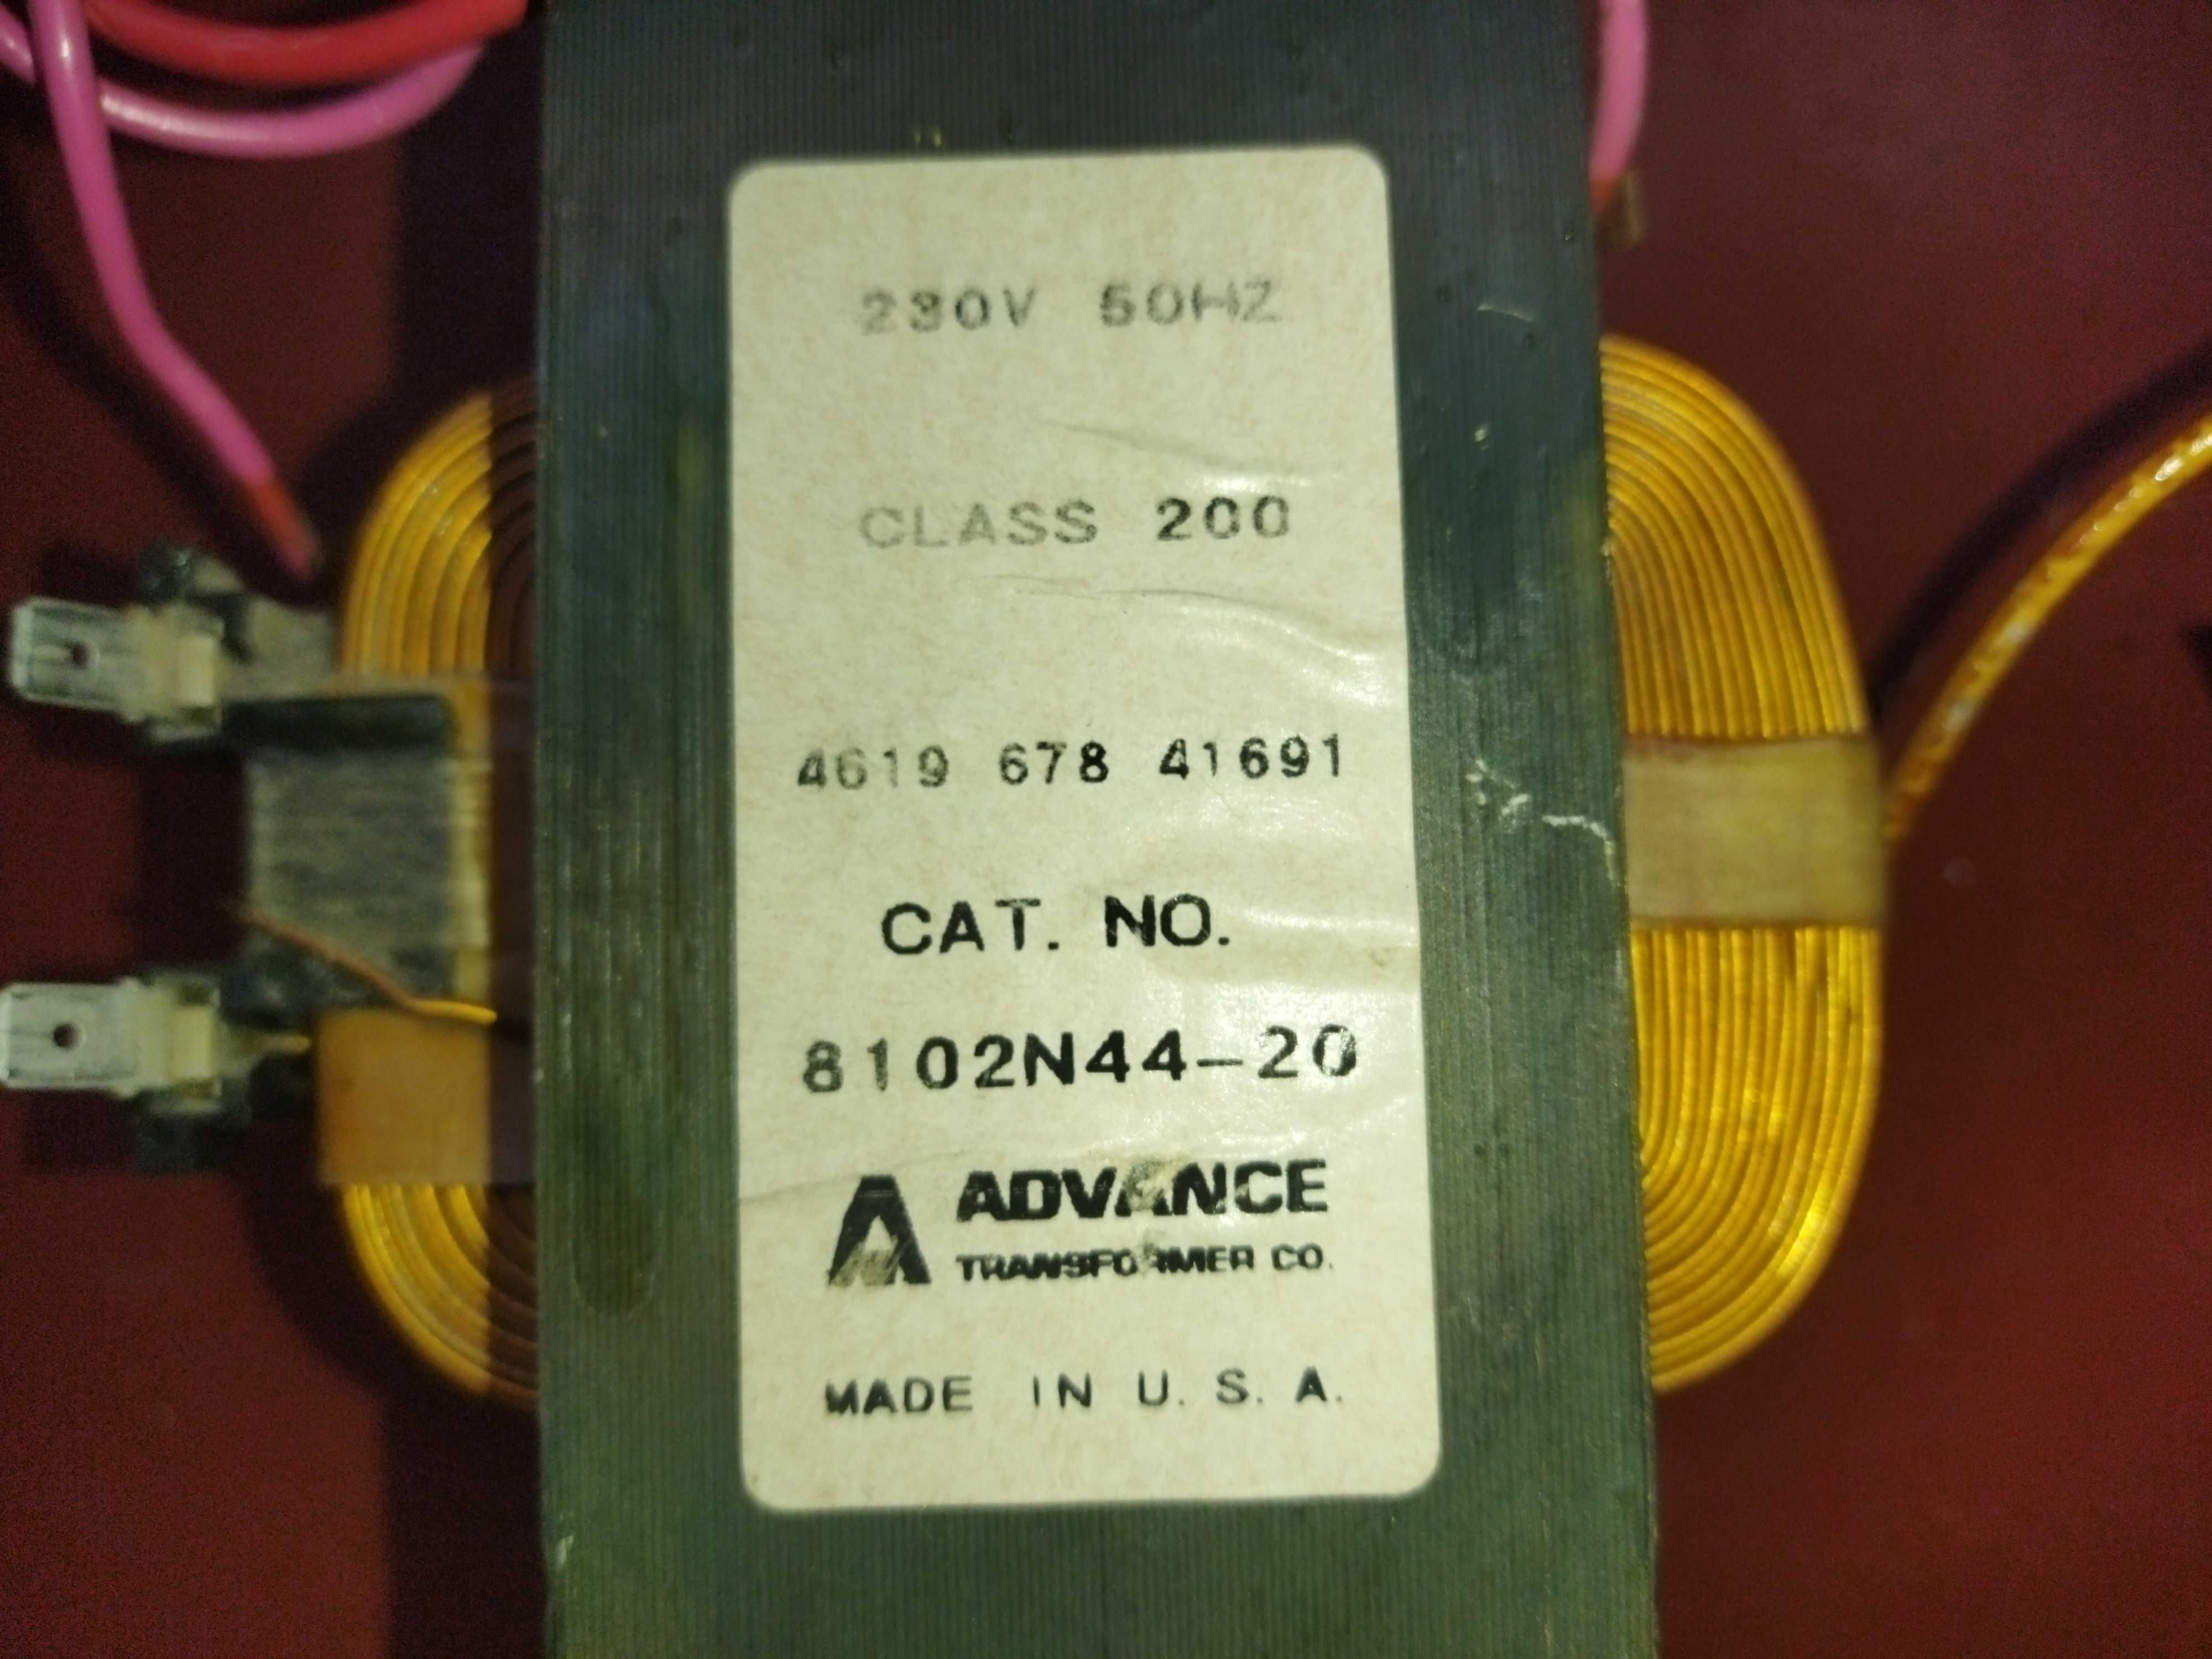 230V 50HZ
CLASS 200
4619 678 41691
CAT. NO.
8102N44-20
ADVANCE
TRANSFORMER CO.
MADE IN U. S. A.